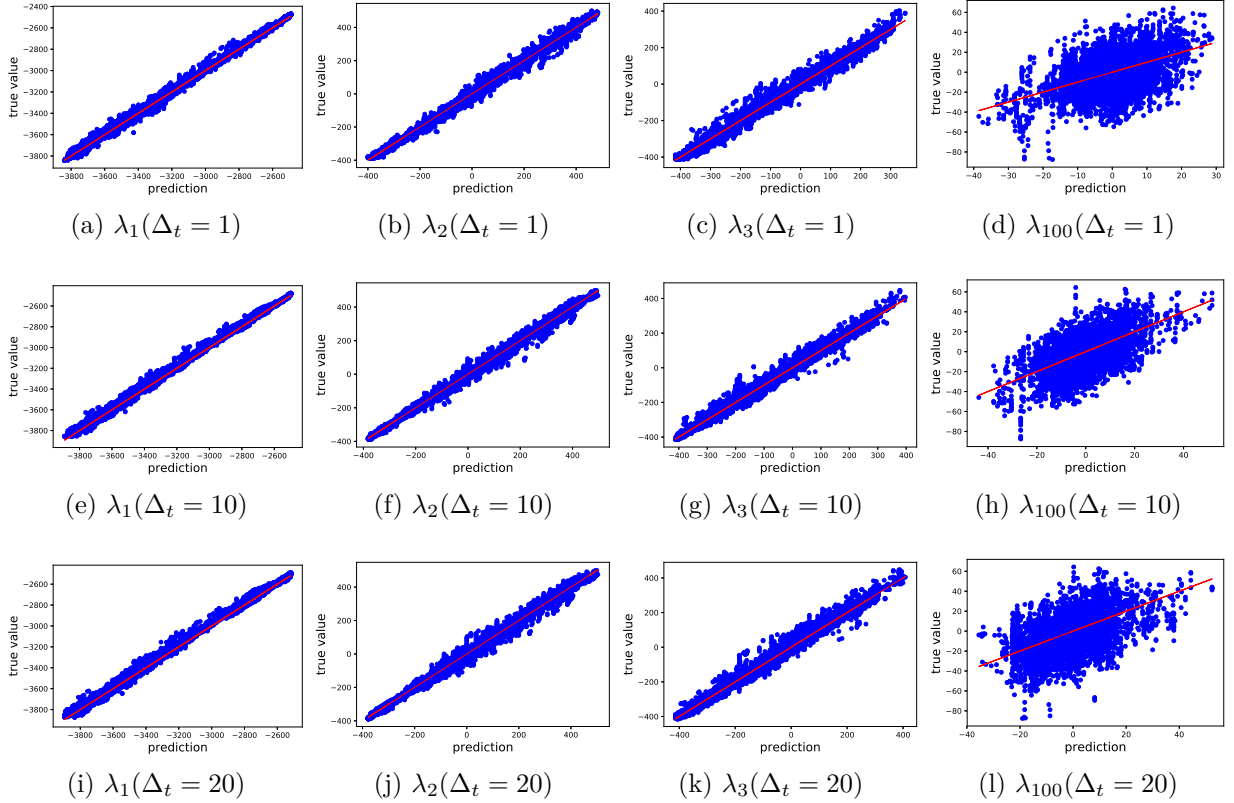 −2400
−2600
−2800
−3000
−3200
−3400
−3600
−3800
true value
−3800 −3600 −3400 −3200 −3000 −2800 −2600
prediction
(a) λ1(Δt = 1)
400
200
0
−200
−400
true value
−400 −200 0 200 400
prediction
(b) λ2(Δt = 1)
400
200
0
−200
−400
true value
−400 −300 −200 −100 0 100 200 300
prediction
(c) λ3(Δt = 1)
60
40
20
0
−20
−40
−60
−80
true value
−40 −30 −20 −10 0 10 20 30
prediction
(d) λ100(Δt = 1)
−2600
−2800
−3000
−3200
−3400
−3600
−3800
true value
−3800 −3600 −3400 −3200 −3000 −2800 −2600
prediction
(e) λ1(Δt = 10)
400
200
0
−200
−400
true value
−400 −200 0 200 400
prediction
(f) λ2(Δt = 10)
400
200
0
−200
−400
true value
−400 −300 −200 −100 0 100 200 300 400
prediction
(g) λ3(Δt = 10)
60
40
20
0
−20
−40
−60
−80
true value
−40 −20 0 20 40
prediction
(h) λ100(Δt = 10)
−2600
−2800
−3000
−3200
−3400
−3600
−3800
true value
−3800 −3600 −3400 −3200 −3000 −2800 −2600
prediction
(i) λ1(Δt = 20)
400
200
0
−200
−400
true value
−400 −200 0 200 400
prediction
(j) λ2(Δt = 20)
400
200
0
−200
−400
true value
−400 −200 0 200 400
prediction
(k) λ3(Δt = 20)
60
40
20
0
−20
−40
−60
−80
true value
−40 −20 0 20 40
prediction
(l) λ100(Δt = 20)